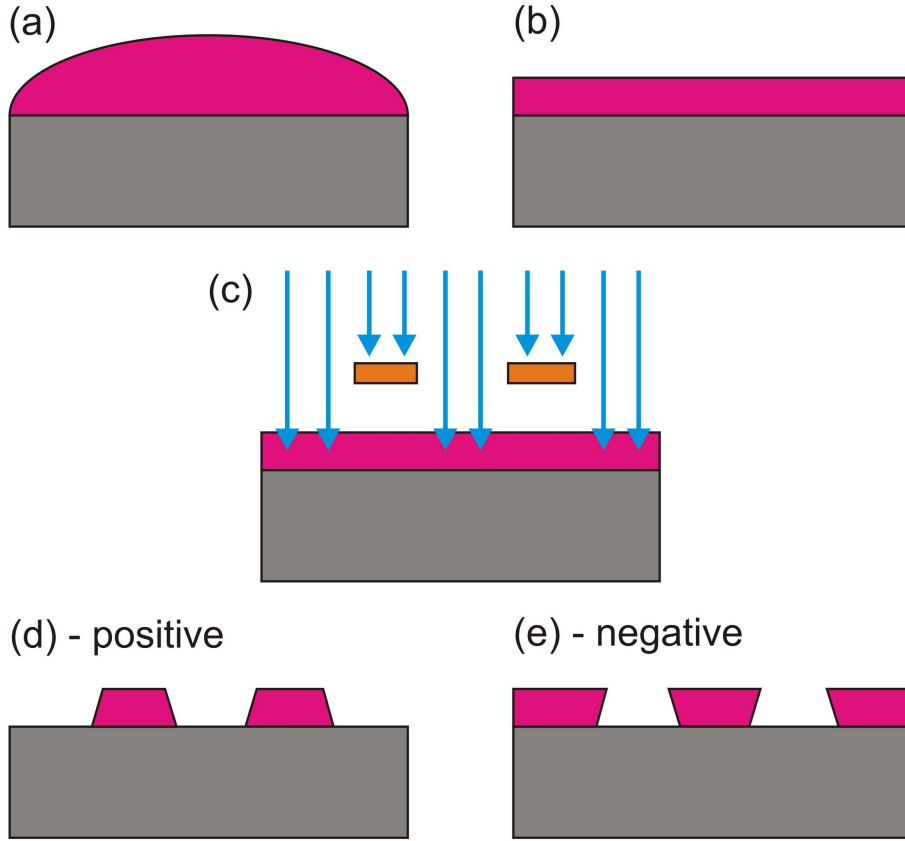 (a)
(b)
(c)
(d) - positive
(e) - negative